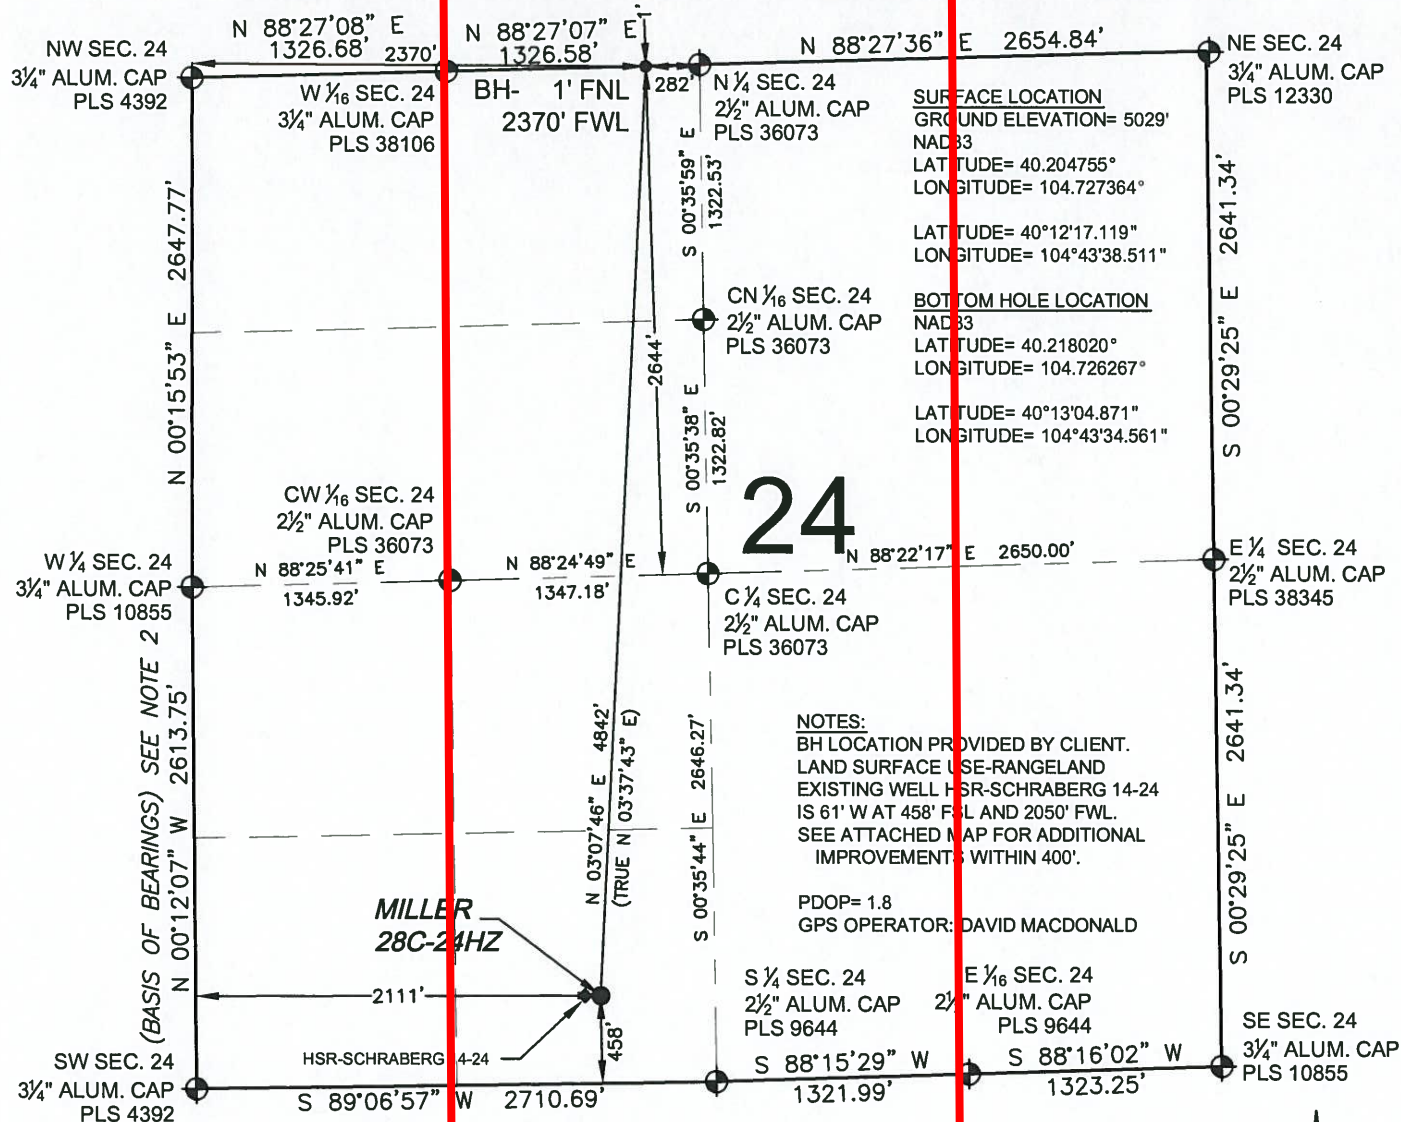 N 88°27'08" E
1326.68'
2370'
N 88°27'07" E
1326.58'
1'
N 88°27'36" E 2654.84'
NW SEC. 24
3¼" ALUM. CAP
PLS 4392
W 1/16 SEC. 24
3¼" ALUM. CAP
PLS 38106
BH- 1' FNL
2370' FWL
282'
N ¼ SEC. 24
2½" ALUM. CAP
PLS 36073
NE SEC. 24
3¼" ALUM. CAP
PLS 12330
SURFACE LOCATION
GROUND ELEVATION= 5029'
NAD83
LATITUDE= 40.204755°
LONGITUDE= 104.727364°
LATITUDE= 40°12'17.119"
LONGITUDE= 104°43'38.511"
BOTTOM HOLE LOCATION
NAD83
LATITUDE= 40.218020°
LONGITUDE= 104.726267°
LATITUDE= 40°13'04.871"
LONGITUDE= 104°43'34.561"
N 00°15'53" E 2647.77'
S 00°35'59" E
1322.53'
CN 1/16 SEC. 24
2½" ALUM. CAP
PLS 36073
2644'
S 00°35'38" E
1322.82'
S 00°29'25" E 2641.34'
24
CW 1/16 SEC. 24
2½" ALUM. CAP
PLS 36073
W ¼ SEC. 24
3¼" ALUM. CAP
PLS 10855
N 88°25'41" E
1345.92'
N 88°24'49" E
1347.18'
N 88°22'17" E 2650.00'
C ¼ SEC. 24
2½" ALUM. CAP
PLS 36073
E ¼ SEC. 24
2½" ALUM. CAP
PLS 38345
(BASIS OF BEARINGS) SEE NOTE 2
N 00°12'07" W 2613.75'
N 03°07'46" E 4842'
(TRUE N 03°37'43" E)
S 00°35'44" E 2646.27'
S 00°29'25" E 2641.34'
NOTES:
BH LOCATION PROVIDED BY CLIENT.
LAND SURFACE USE-RANGELAND
EXISTING WELL HSR-SCHRABERG 14-24
IS 61' W AT 458' FSL AND 2050' FWL.
SEE ATTACHED MAP FOR ADDITIONAL
IMPROVEMENTS WITHIN 400'.
PDOP= 1.8
GPS OPERATOR: DAVID MACDONALD
MILLER
28C-24HZ
2111'
458'
HSR-SCHRABERG 14-24
S ¼ SEC. 24
2½" ALUM. CAP
PLS 9644
E 1/16 SEC. 24
2½" ALUM. CAP
PLS 9644
SW SEC. 24
3¼" ALUM. CAP
PLS 4392
S 89°06'57" W 2710.69'
S 88°15'29" W
1321.99'
S 88°16'02" W
1323.25'
SE SEC. 24
3¼" ALUM. CAP
PLS 10855